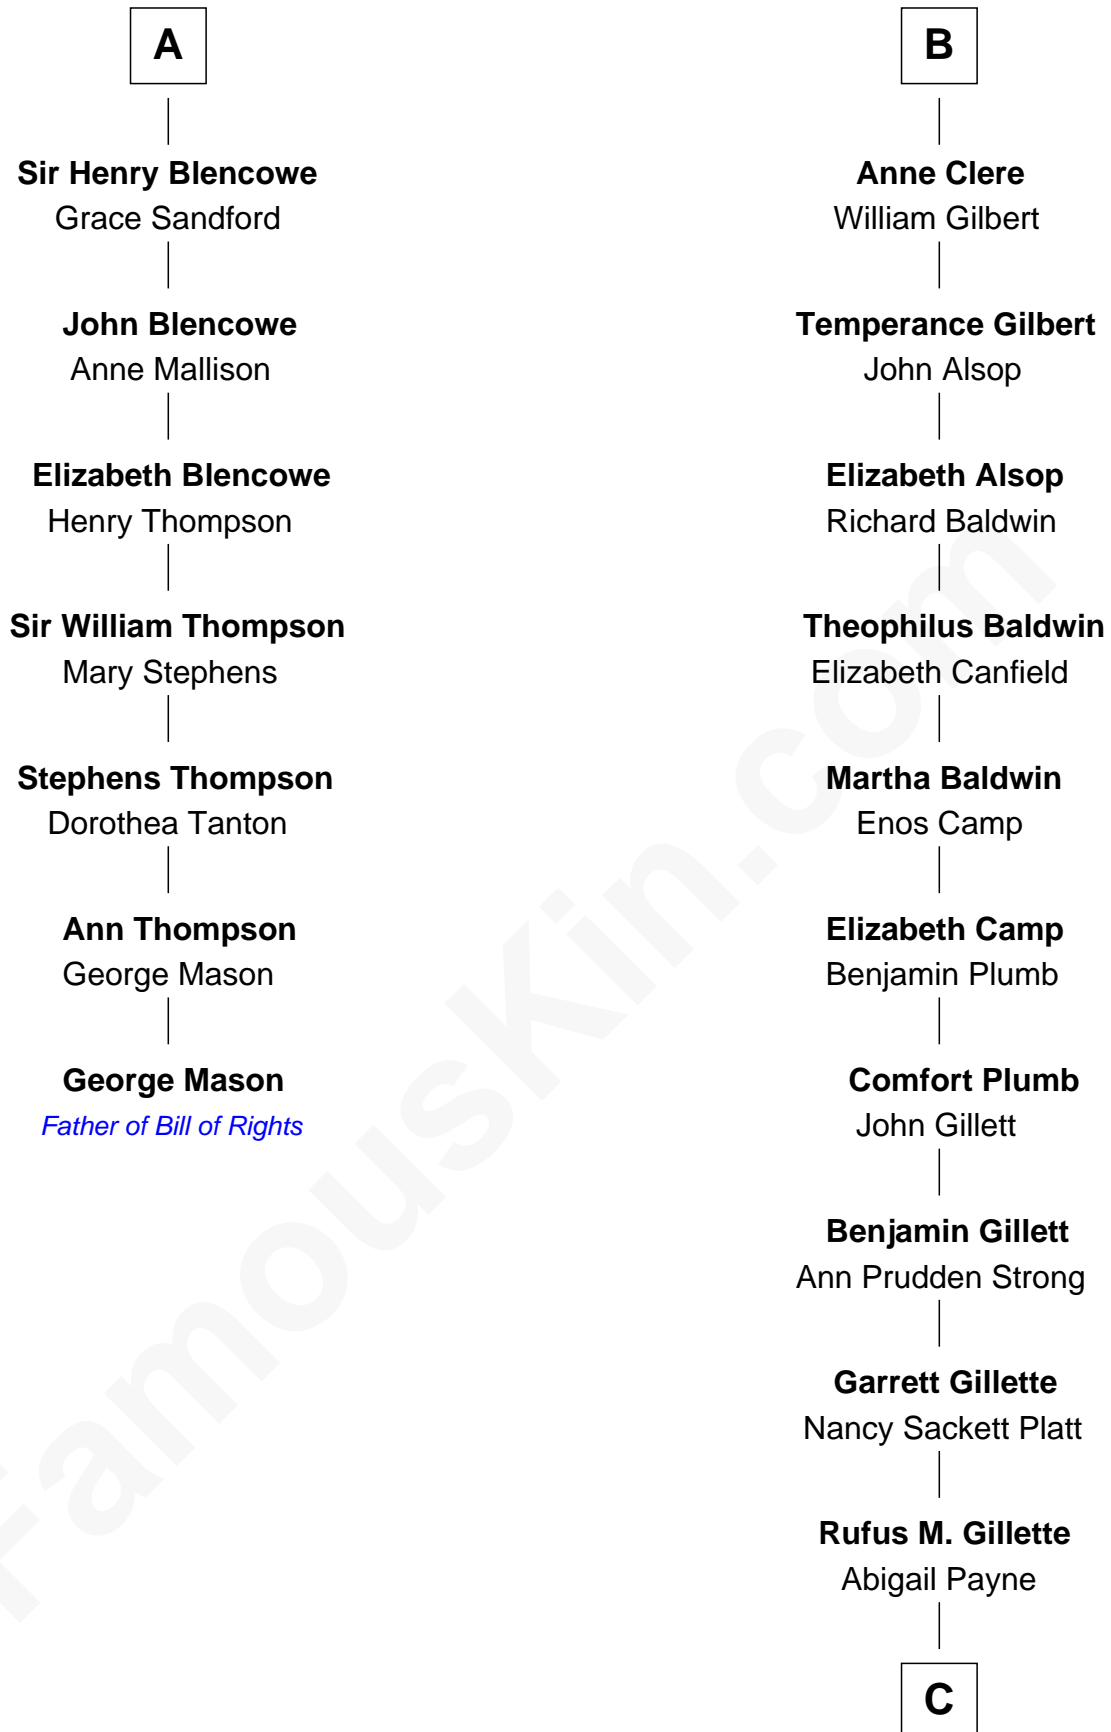 A
Sir Henry Blencowe
Grace Sandford
John Blencowe
Anne Mallison
Elizabeth Blencowe
Henry Thompson
Sir William Thompson
Mary Stephens
Stephens Thompson
Dorothea Tanton
Ann Thompson
George Mason
George Mason
Father of Bill of Rights
B
Anne Clere
William Gilbert
Temperance Gilbert
John Alsop
Elizabeth Alsop
Richard Baldwin
Theophilus Baldwin
Elizabeth Canfield
Martha Baldwin
Enos Camp
Elizabeth Camp
Benjamin Plumb
Comfort Plumb
John Gillett
Benjamin Gillett
Ann Prudden Strong
Garrett Gillette
Nancy Sackett Platt
Rufus M. Gillette
Abigail Payne
C
FamousKin.com